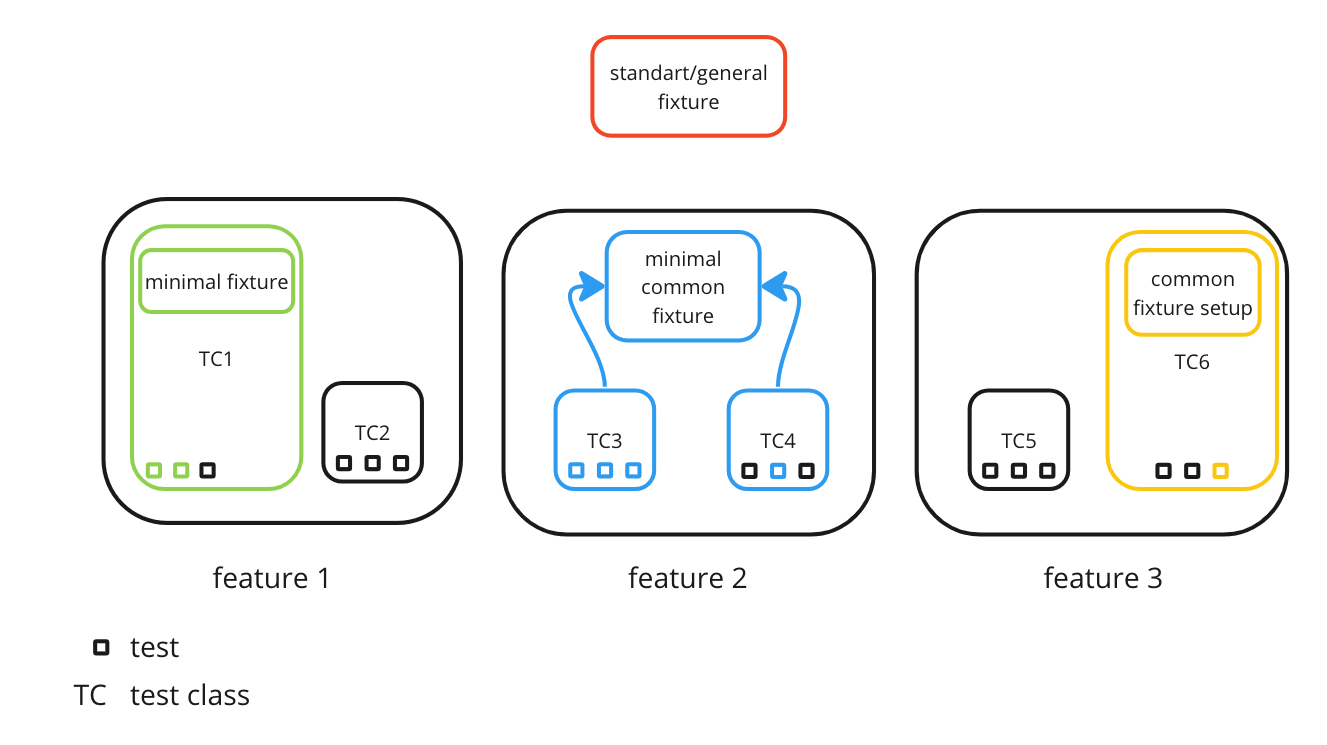 standart/general
fixture
minimal fixture
TC1
TC2
feature 1
minimal
common
fixture
TC3
TC4
feature 2
common
fixture setup
TC6
TC5
feature 3
test
TC test class